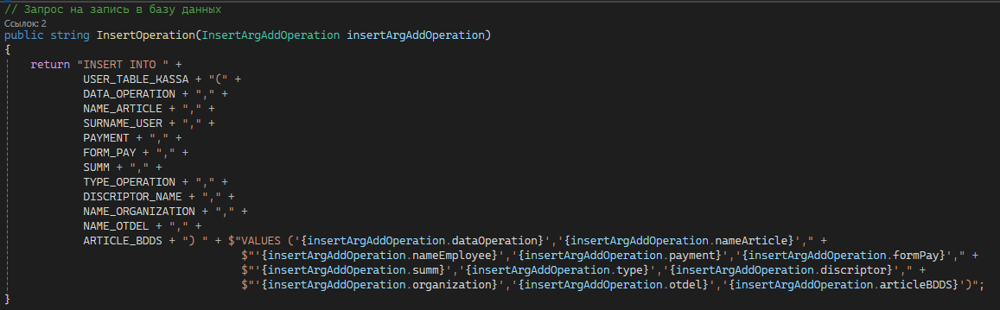 // Запрос на запись в базу данных
Ссылок: 2
public string InsertOperation(InsertArgAddOperation insertArgAddOperation)
{
return "INSERT INTO " +
USER_TABLE_KASSA + "(" +
DATA_OPERATION + "," +
NAME_ARTICLE + "," +
SURNAME_USER + "," +
PAYMENT + "," +
FORM_PAY + "," +
SUMM + "," +
TYPE_OPERATION + "," +
DISCRIPTOR_NAME + "," +
NAME_ORGANIZATION + "," +
NAME_OTDEL + "," +
ARTICLE_BDDS + ") " + $"VALUES ('{insertArgAddOperation.dataOperation}','{insertArgAddOperation.nameArticle}'," +
$"'{insertArgAddOperation.nameEmployee}','{insertArgAddOperation.payment}','{insertArgAddOperation.formPay}'," +
$"'{insertArgAddOperation.summ}','{insertArgAddOperation.type}','{insertArgAddOperation.discriptor}'," +
$"'{insertArgAddOperation.organization}','{insertArgAddOperation.otdel}','{insertArgAddOperation.articleBDDS}')";
}